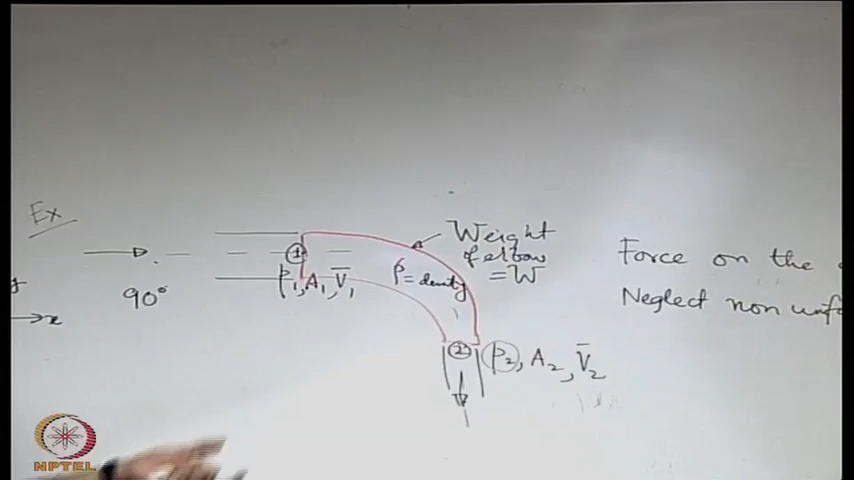 Ex
90°
x
①
p₁, A₁, V̄₁
ρ = density
Weight
of elbow
= W
②
p₂, A₂, V̄₂
Force on the
Neglect non
NPTEL